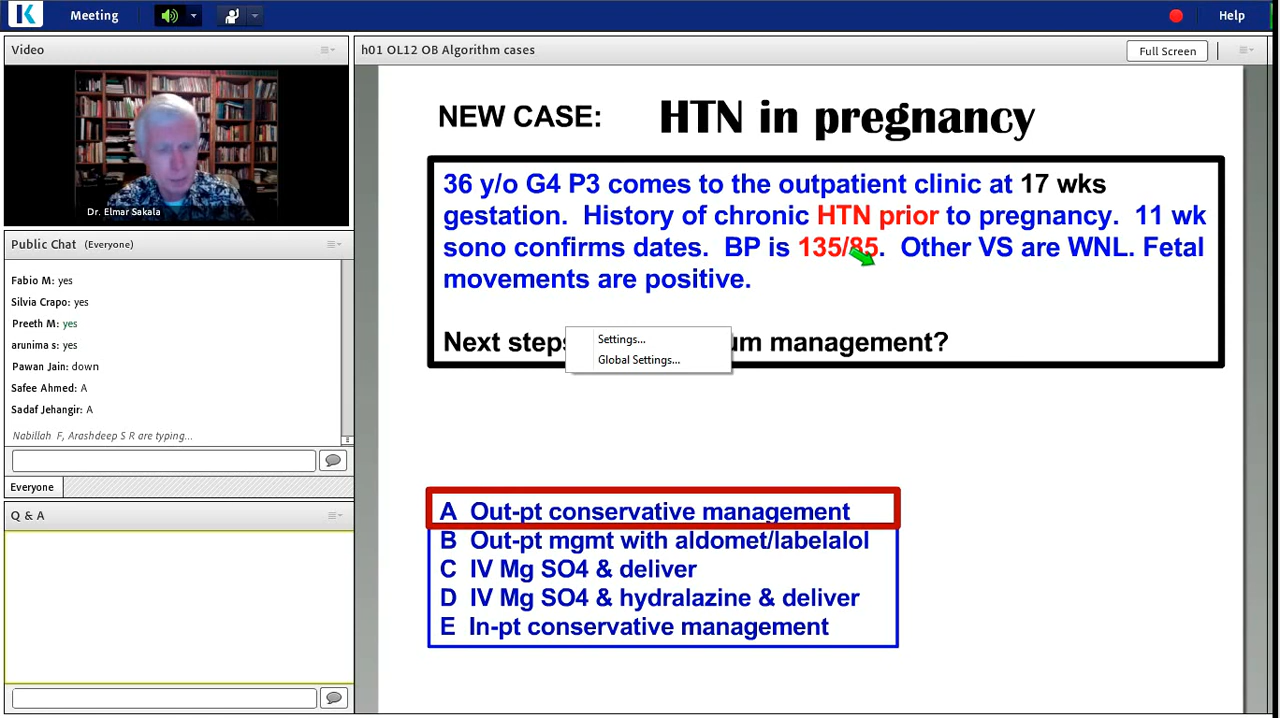 Meeting
Help
Video
Dr. Elmar Sakala
Public Chat (Everyone)
Fabio M: yes
Silvia Crapo: yes
Preeth M: yes
arunima s: yes
Pawan Jain: down
Safee Ahmed: A
Sadaf Jehangir: A
Nabillah F, Arashdeep S R are typing...
Everyone
Q & A
h01 OL12 OB Algorithm cases
Full Screen
NEW CASE: HTN in pregnancy
36 y/o G4 P3 comes to the outpatient clinic at 17 wks
gestation. History of chronic HTN prior to pregnancy. 11 wk
sono confirms dates. BP is 135/85. Other VS are WNL. Fetal
movements are positive.
Next steps um management?
Settings...
Global Settings...
A Out-pt conservative management
B Out-pt mgmt with aldomet/labelalol
C IV Mg SO4 & deliver
D IV Mg SO4 & hydralazine & deliver
E In-pt conservative management